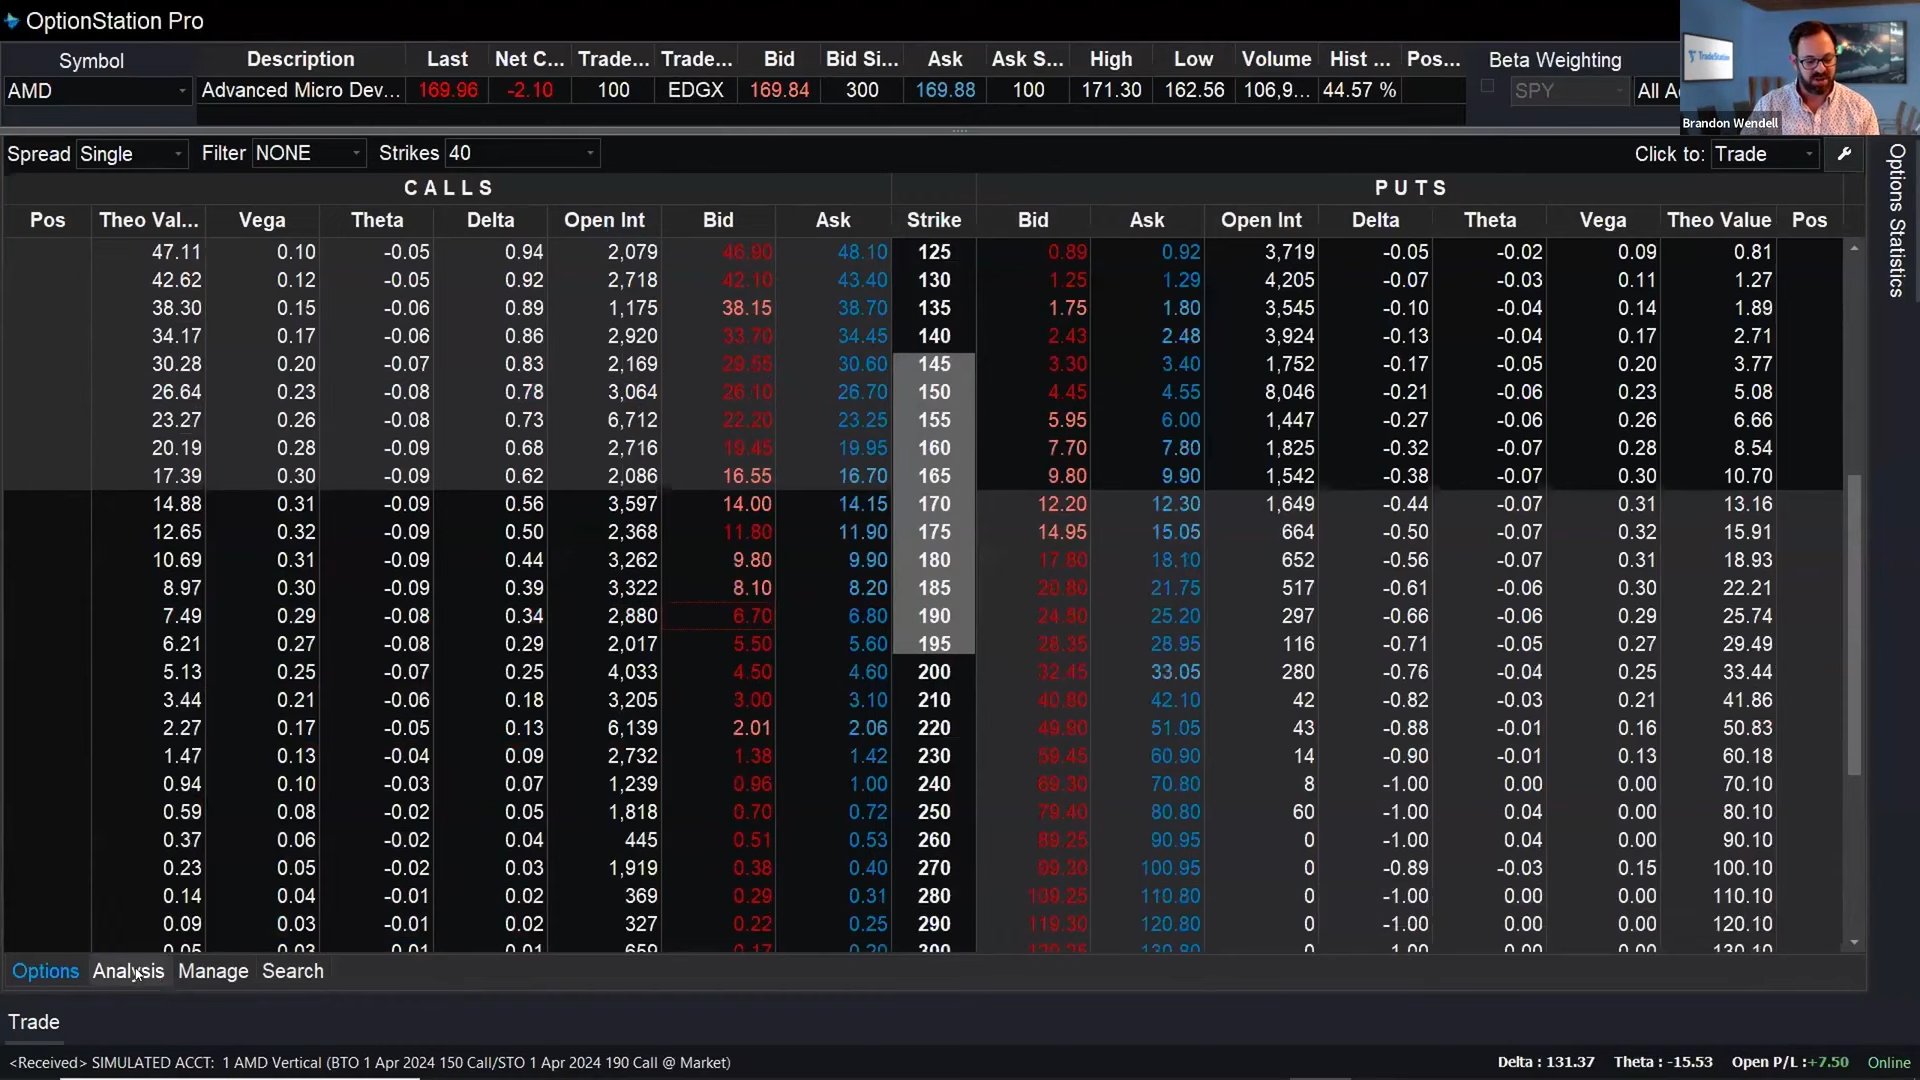 OptionStation Pro
Symbol Description Last Net C... Trade... Trade... Bid Bid Si... Ask Ask S... High Low Volume Hist ... Pos... Beta Weighting
AMD Advanced Micro Dev... 169.96 -2.10 100 EDGX 169.84 300 169.88 100 171.30 162.56 106,9... 44.57 % SPY All A
TradeStation
Brandon Wendell
Spread Single Filter NONE Strikes 40 Click to: Trade
Options Statistics
CALLS PUTS
Pos Theo Val... Vega Theta Delta Open Int Bid Ask Strike Bid Ask Open Int Delta Theta Vega Theo Value Pos
47.11 0.10 -0.05 0.94 2,079 46.90 48.10 125 0.89 0.92 3,719 -0.05 -0.02 0.09 0.81
42.62 0.12 -0.05 0.92 2,718 42.10 43.40 130 1.25 1.29 4,205 -0.07 -0.03 0.11 1.27
38.30 0.15 -0.06 0.89 1,175 38.15 38.70 135 1.75 1.80 3,545 -0.10 -0.04 0.14 1.89
34.17 0.17 -0.06 0.86 2,920 33.70 34.45 140 2.43 2.48 3,924 -0.13 -0.04 0.17 2.71
30.28 0.20 -0.07 0.83 2,169 29.55 30.60 145 3.30 3.40 1,752 -0.17 -0.05 0.20 3.77
26.64 0.23 -0.08 0.78 3,064 26.10 26.70 150 4.45 4.55 8,046 -0.21 -0.06 0.23 5.08
23.27 0.26 -0.08 0.73 6,712 22.20 23.25 155 5.95 6.00 1,447 -0.27 -0.06 0.26 6.66
20.19 0.28 -0.09 0.68 2,716 19.45 19.95 160 7.70 7.80 1,825 -0.32 -0.07 0.28 8.54
17.39 0.30 -0.09 0.62 2,086 16.55 16.70 165 9.80 9.90 1,542 -0.38 -0.07 0.30 10.70
14.88 0.31 -0.09 0.56 3,597 14.00 14.15 170 12.20 12.30 1,649 -0.44 -0.07 0.31 13.16
12.65 0.32 -0.09 0.50 2,368 11.80 11.90 175 14.95 15.05 664 -0.50 -0.07 0.32 15.91
10.69 0.31 -0.09 0.44 3,262 9.80 9.90 180 17.80 18.10 652 -0.56 -0.07 0.31 18.93
8.97 0.30 -0.09 0.39 3,322 8.10 8.20 185 20.80 21.75 517 -0.61 -0.06 0.30 22.21
7.49 0.29 -0.08 0.34 2,880 6.70 6.80 190 25.20 297 -0.66 -0.06 0.29 25.74
6.21 0.27 -0.08 0.29 2,017 5.50 5.60 195 28.95 116 -0.71 -0.05 0.27 29.49
5.13 0.25 -0.07 0.25 4,033 4.50 4.60 200 32.45 33.05 280 -0.76 -0.04 0.25 33.44
3.44 0.21 -0.05 0.18 3,205 3.00 3.10 210 40.80 42.10 42 -0.82 -0.03 0.21 41.86
2.27 0.17 -0.05 0.13 6,139 2.01 2.06 220 49.90 51.05 43 -0.88 -0.01 0.16 50.83
1.47 0.13 -0.04 0.09 2,732 1.38 1.42 230 59.45 60.90 14 -0.90 -0.01 0.13 60.18
0.94 0.10 -0.03 0.07 1,239 0.96 1.00 240 69.30 70.80 8 -1.00 0.00 0.00 70.10
0.59 0.08 -0.02 0.05 1,818 0.70 0.72 250 79.40 80.80 60 -1.00 0.04 0.00 80.10
0.37 0.06 -0.02 0.04 445 0.51 0.53 260 89.25 90.95 0 -1.00 0.04 0.00 90.10
0.23 0.05 -0.02 0.03 1,919 0.38 0.40 270 99.30 100.95 0 -0.89 -0.03 0.15 100.10
0.14 0.04 -0.01 0.02 369 0.29 0.31 280 109.25 110.80 0 -1.00 0.00 0.00 110.10
0.09 0.03 -0.01 0.02 327 0.22 0.25 290 119.30 120.80 0 -1.00 0.00 0.00 120.10
0.05 0.03 -0.01 0.01 659 0.17 0.20 300 130.80 0 -1.00 0.00 0.00 130.10
Options Analysis Manage Search
Trade
<Received> SIMULATED ACCT: 1 AMD Vertical (BTO 1 Apr 2024 150 Call/STO 1 Apr 2024 190 Call @ Market) Delta : 131.37 Theta : -15.53 Open P/L :+7.50 Online